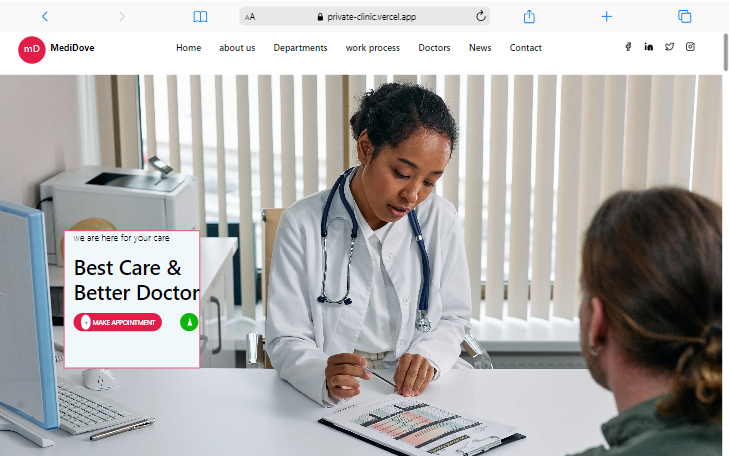 AA private-clinic.vercel.app
mD MediDove Home about us Departments work process Doctors News Contact
we are here for your care
Best Care &
Better Doctor
+ MAKE APPOINTMENT